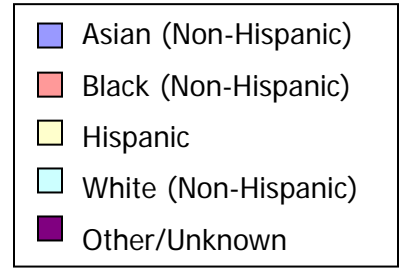 Asian (Non-Hispanic)
Black (Non-Hispanic)
Hispanic
White (Non-Hispanic)
Other/Unknown